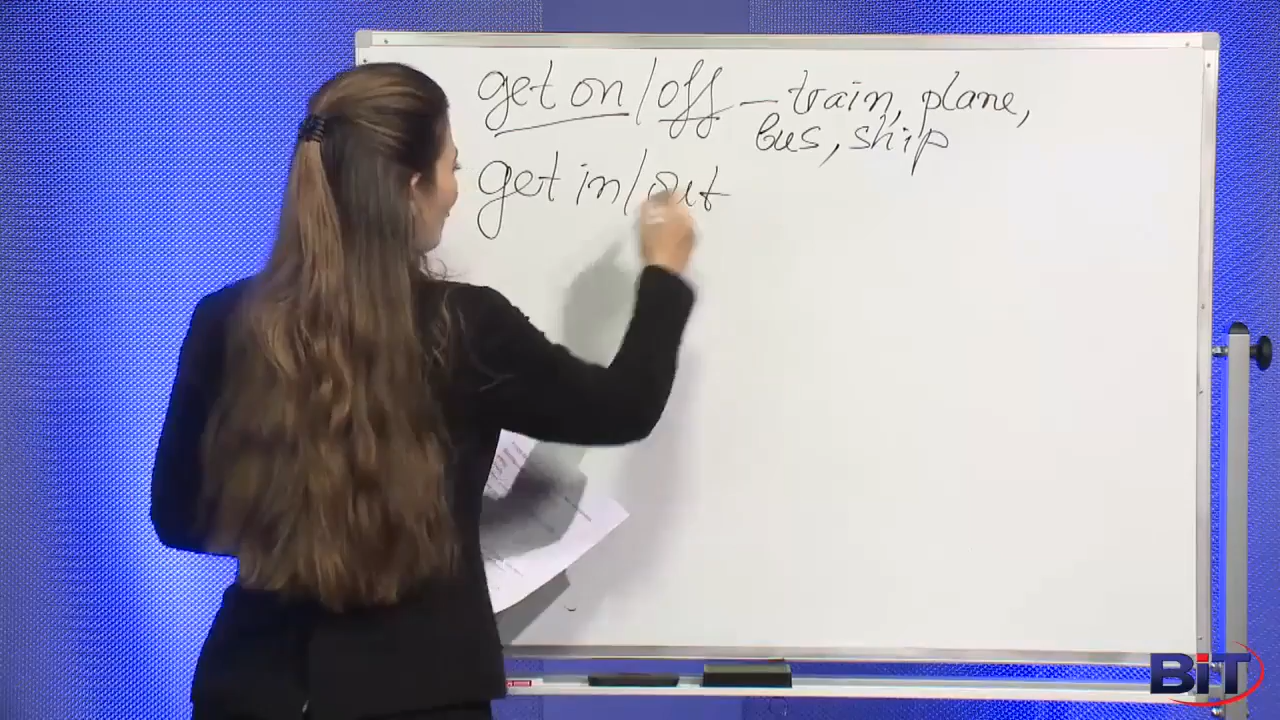 get on/off – train, plane,
bus, ship
get in/out
BiT